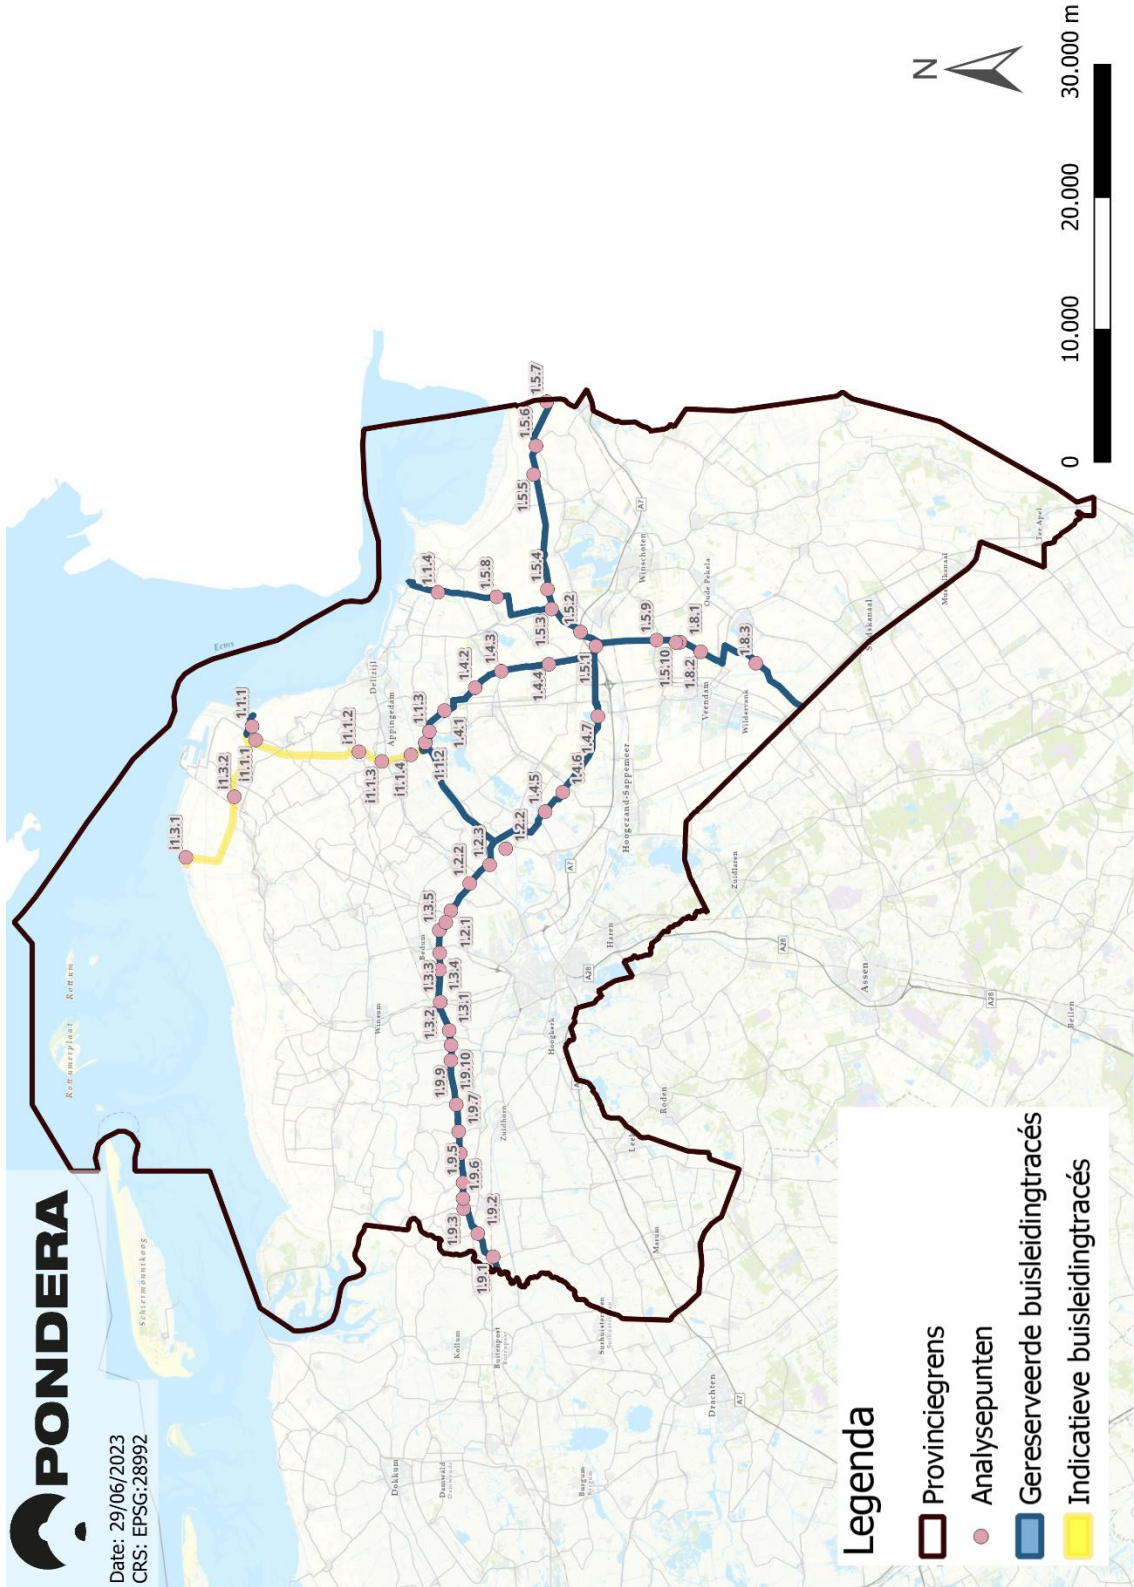 PONDERA
Date: 29/06/2023
CRS: EPSG:28992
Schiermonnikoog
Rottumerplaat
Rottum
Eems
i1.3.1
i1.3.2
i1.1.1
1.1.1
i1.1.2
i1.1.3
i1.1.4
Delfzijl
Appingedam
1.1.2
1.1.3
1.1.4
1.4.1
1.4.2
1.4.3
1.4.4
1.5.8
1.5.3
1.5.4
1.5.5
1.5.6
1.5.7
1.5.2
1.5.1
1.5.9
1.5.10
1.8.1
1.8.2
1.8.3
1.4.7
1.4.6
1.4.5
1.2.2
1.2.3
1.2.2
1.2.1
1.3.5
1.3.4
1.3.3
1.3.1
1.3.2
1.9.10
1.9.9
1.9.7
1.9.5
1.9.6
1.9.3
1.9.2
1.9.1
Winsum
Bedum
Zuidhorn
Hoogkerk
Haren
A28
A7
Hoogezand-Sappemeer
Winschoten
A7
Oude Pekela
Veendam
Wildervank
Musselkanaal
Ter Apel
Zuidlaren
A28
Assen
A28
Beilen
Roden
Marum
Surhuisterveen
Drachten
A7
Buitenpost
Kollum
Dokkum
Damwald
Burgum
N
0
10.000
20.000
30.000 m
Legenda
Provinciegrens
Analysepunten
Gereserveerde buisleidingtracés
Indicatieve buisleidingtracés